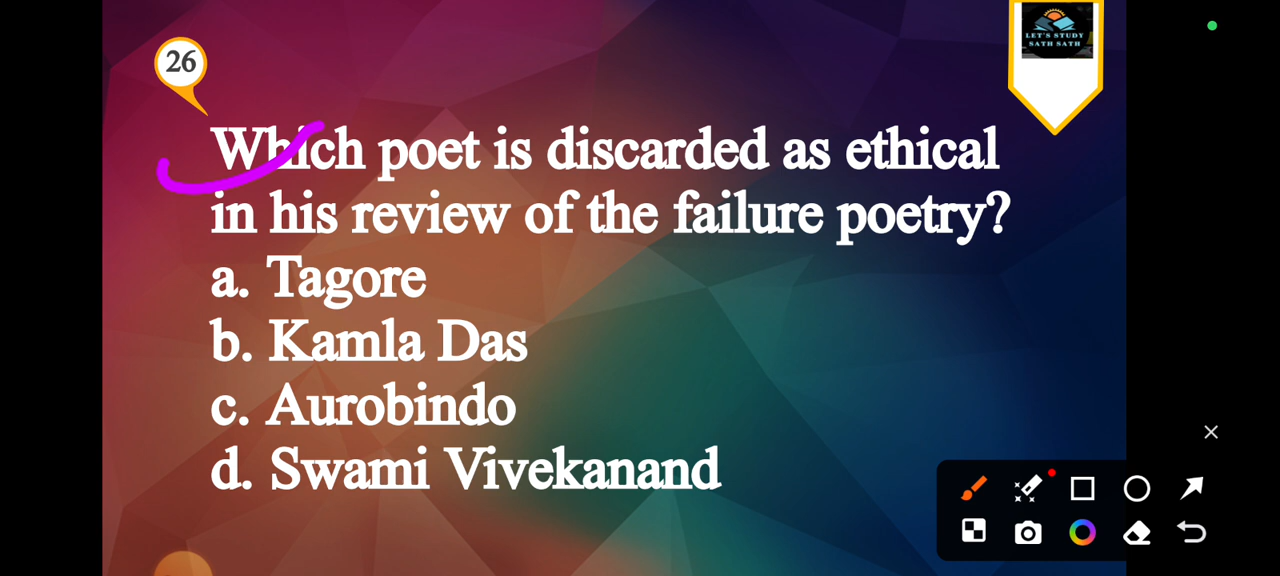 26
LET'S STUDY
SATH SATH
Which poet is discarded as ethical
in his review of the failure poetry?
a. Tagore
b. Kamla Das
c. Aurobindo
d. Swami Vivekanand